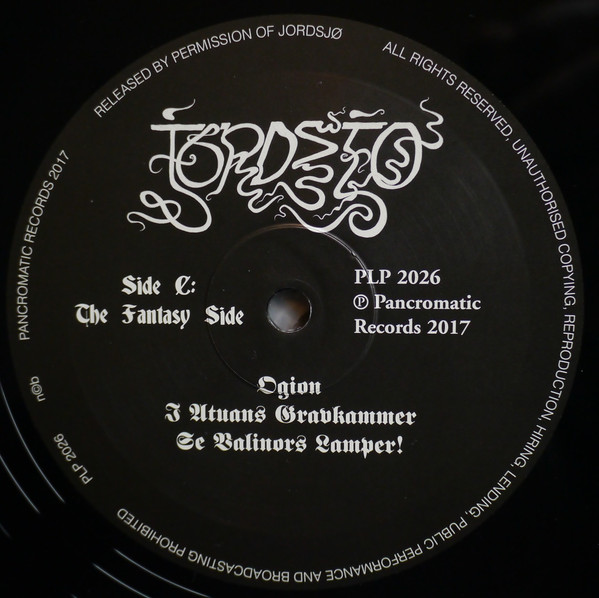 RELEASED BY PERMISSION OF JORDSJØ
ALL RIGHTS RESERVED, UNAUTHORISED COPYING, REPRODUCTION, HIRING, LENDING, PUBLIC PERFORMANCE AND BROADCASTING PROHIBITED
PLP 2026
n©b
PANCROMATIC RECORDS 2017
JORDSJØ
Side C:
The Fantasy Side
PLP 2026
℗ Pancromatic
Records 2017
Ogion
I Atuans Gravkammer
Se Valinors Lamper!